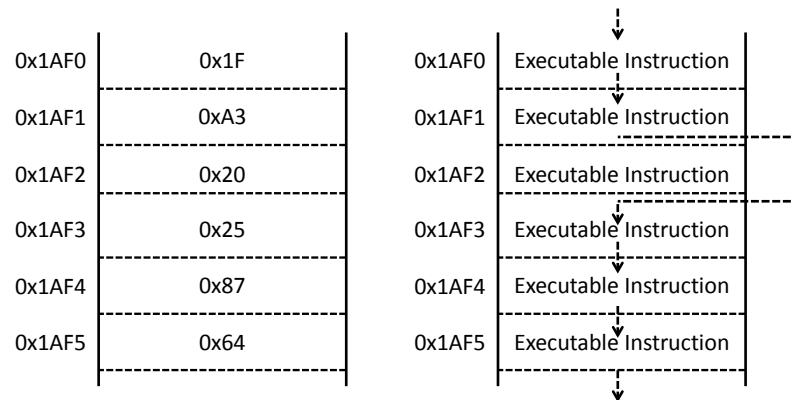 0x1AF0 0x1F 0x1AF0 Executable Instruction
0x1AF1 0xA3 0x1AF1 Executable Instruction
0x1AF2 0x20 0x1AF2 Executable Instruction
0x1AF3 0x25 0x1AF3 Executable Instruction
0x1AF4 0x87 0x1AF4 Executable Instruction
0x1AF5 0x64 0x1AF5 Executable Instruction